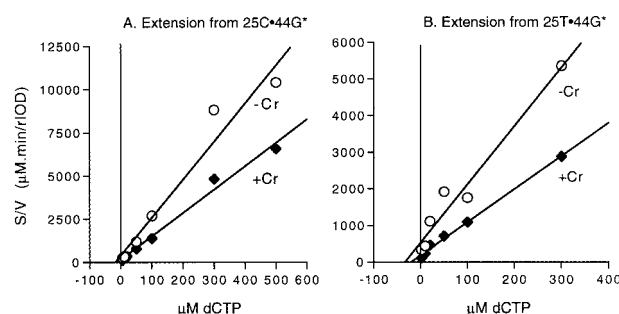 A. Extension from 25C•44G*
B. Extension from 25T•44G*
S/V (µM.min/rIOD)
12500
10000
7500
5000
2500
0
-Cr
+Cr
-100 0 100 200 300 400 500 600
µM dCTP
6000
5000
4000
3000
2000
1000
0
-Cr
+Cr
-100 0 100 200 300 400
µM dCTP